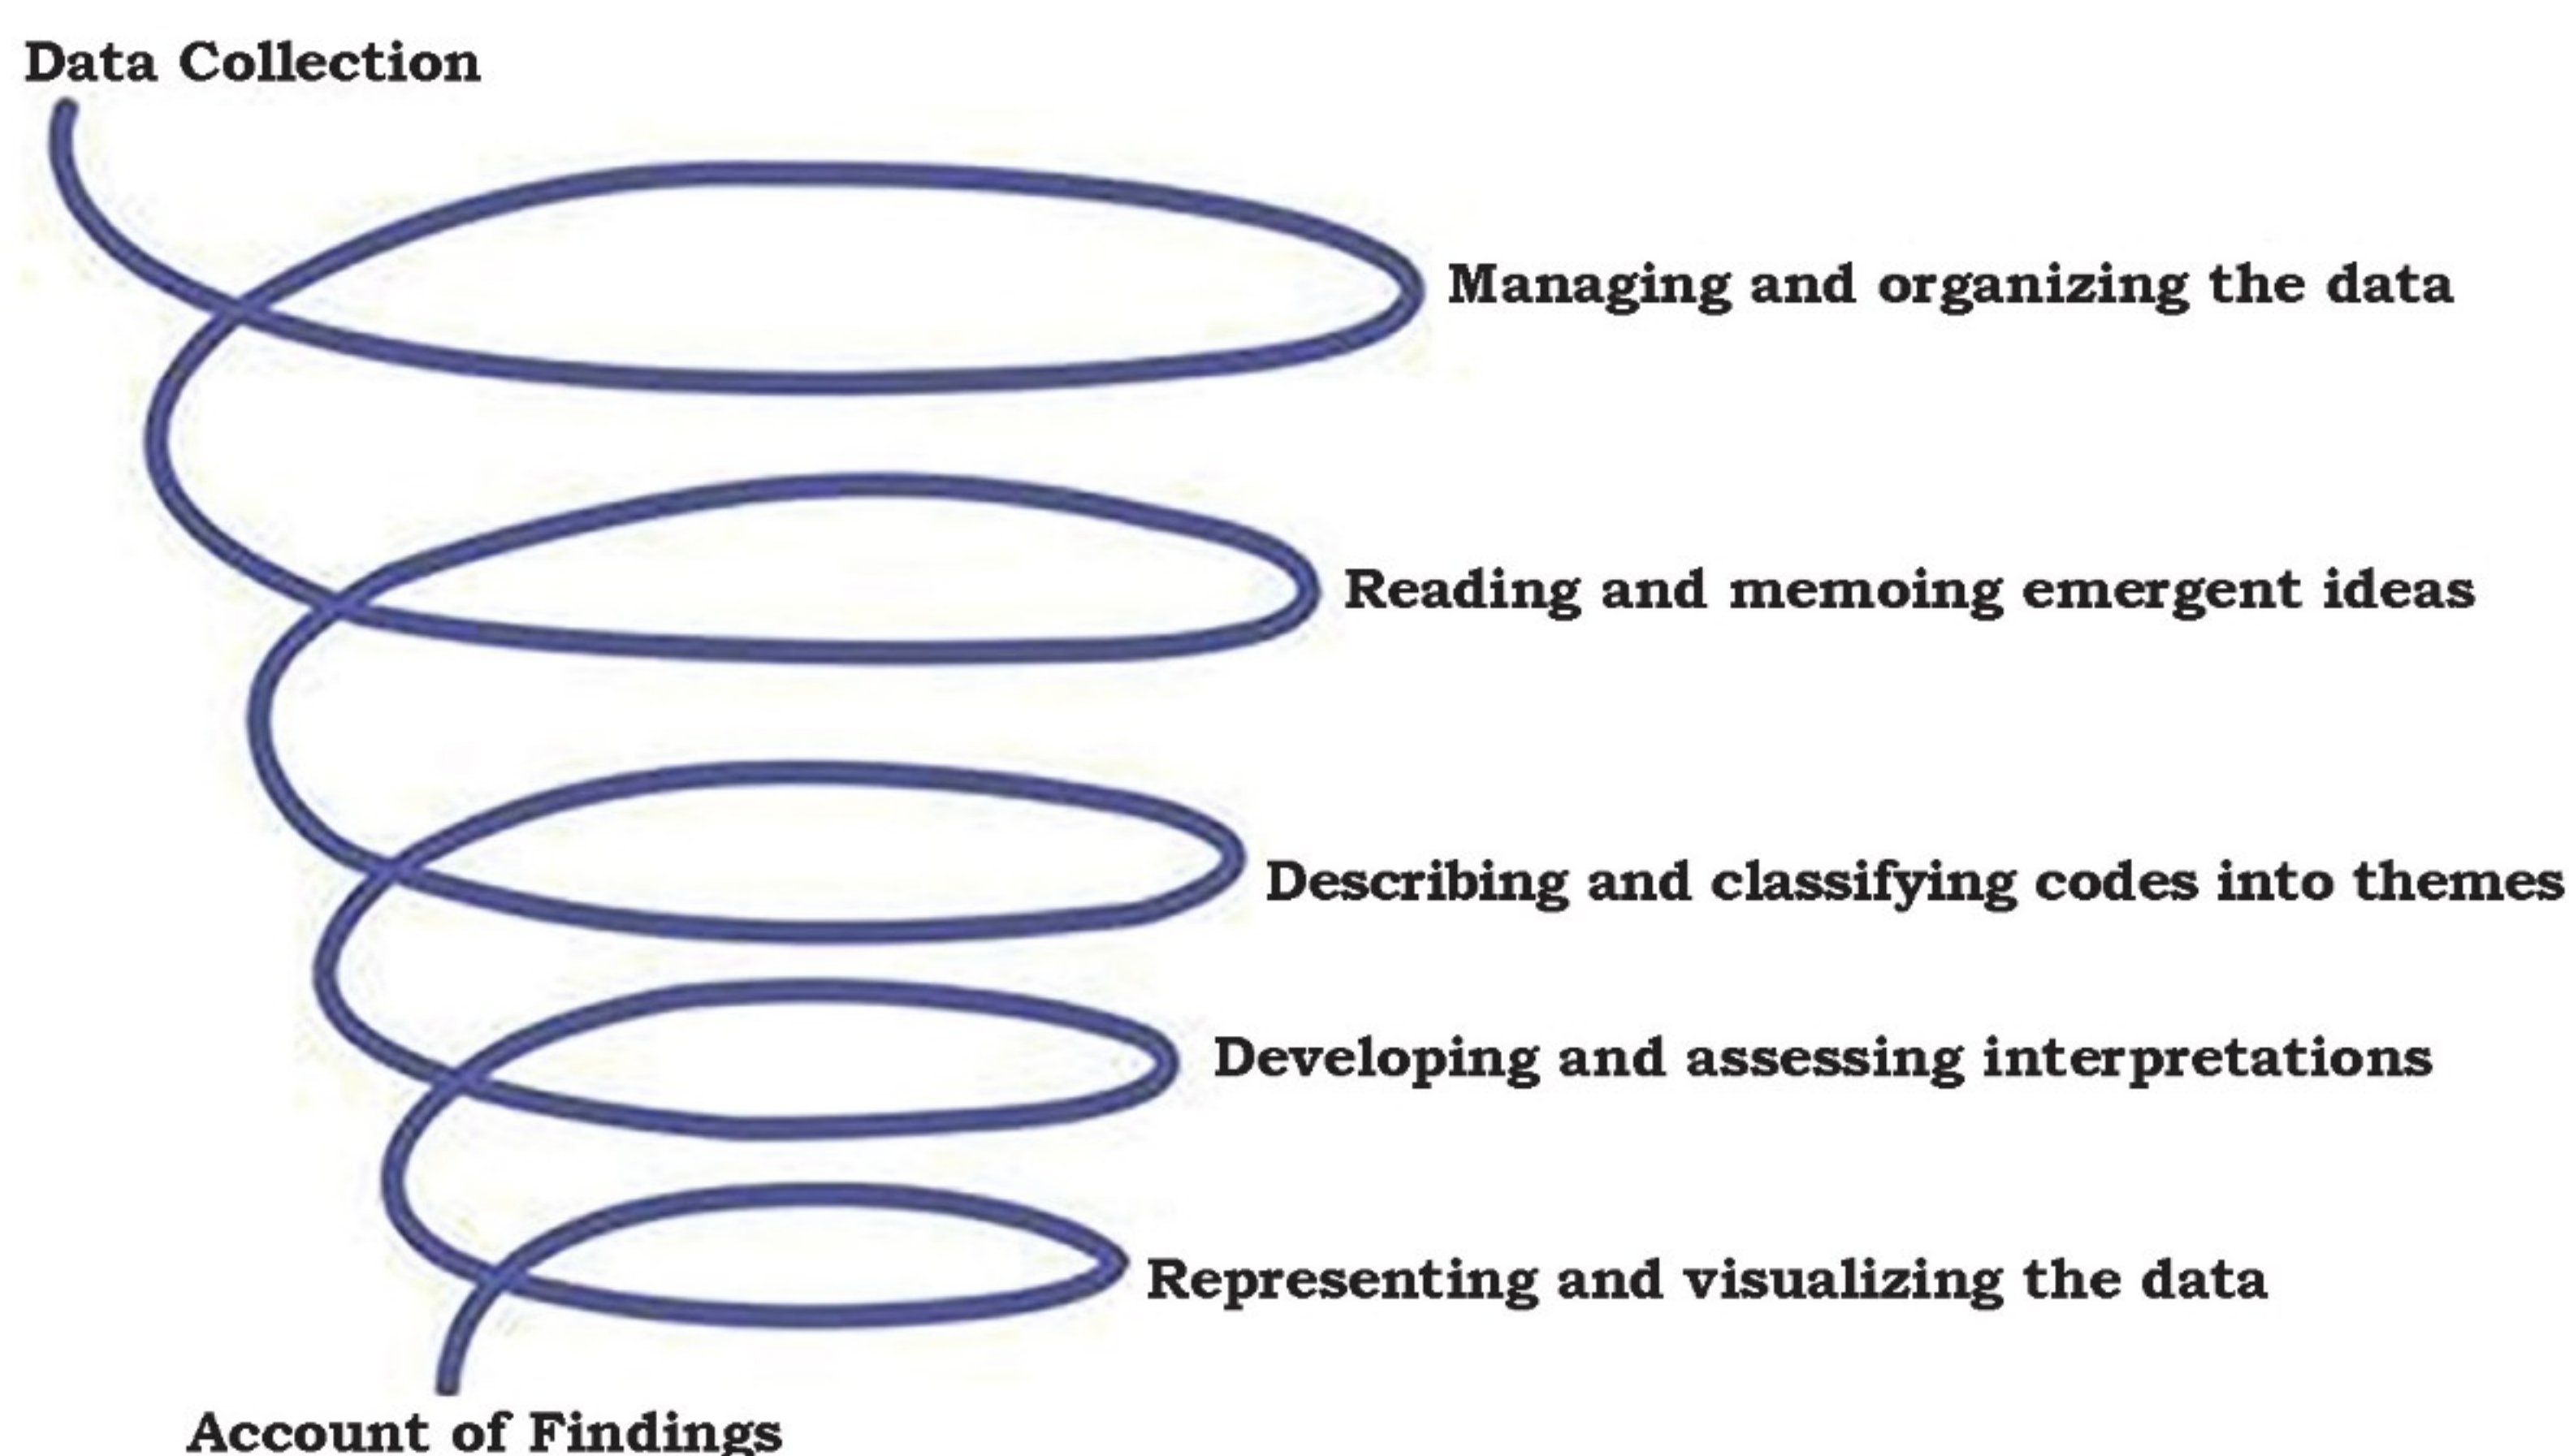 Data Collection
Managing and organizing the data
Reading and memoing emergent ideas
Describing and classifying codes into themes
Developing and assessing interpretations
Representing and visualizing the data
Account of Findings